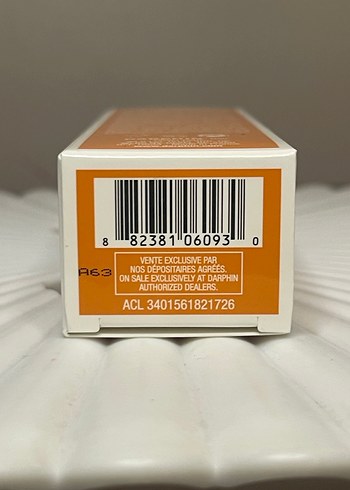 8 82381 06093 0
A63
VENTE EXCLUSIVE PAR
NOS DÉPOSITAIRES AGRÉÉS.
ON SALE EXCLUSIVELY AT DARPHIN
AUTHORIZED DEALERS.
ACL 3401561821726